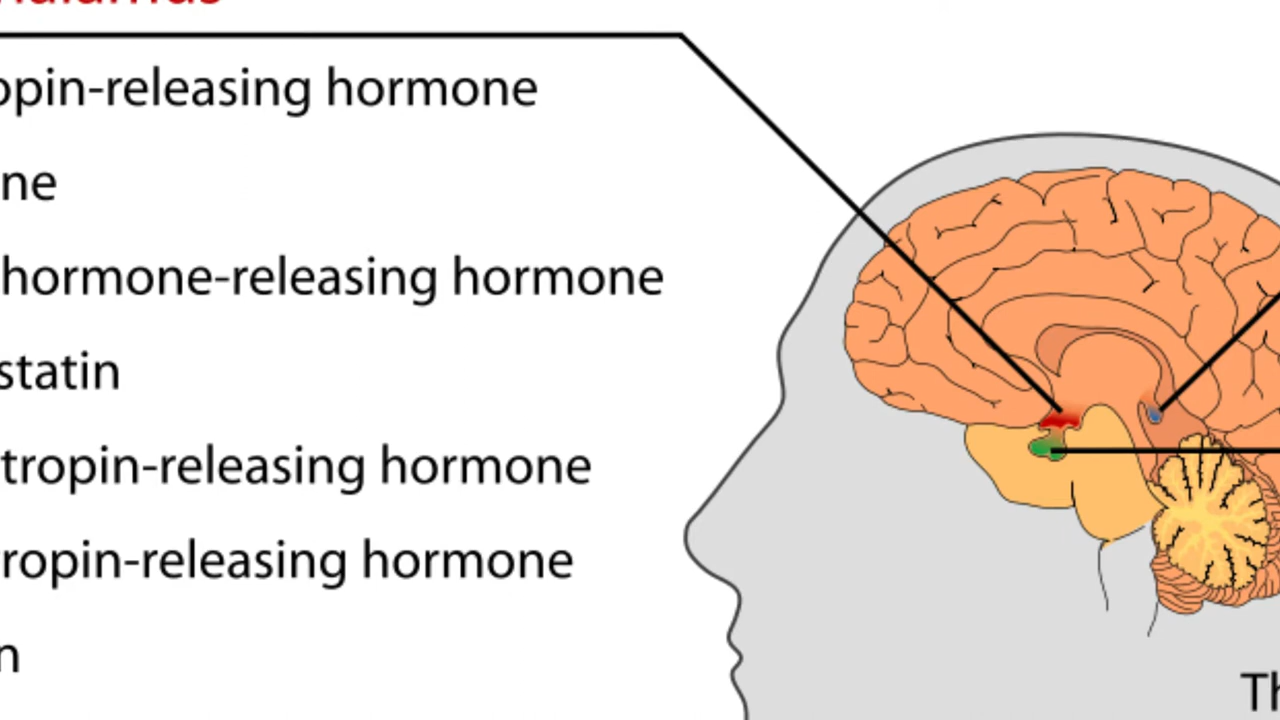 opin-releasing hormone
ne
hormone-releasing hormone
statin
tropin-releasing hormone
ropin-releasing hormone
n
Th